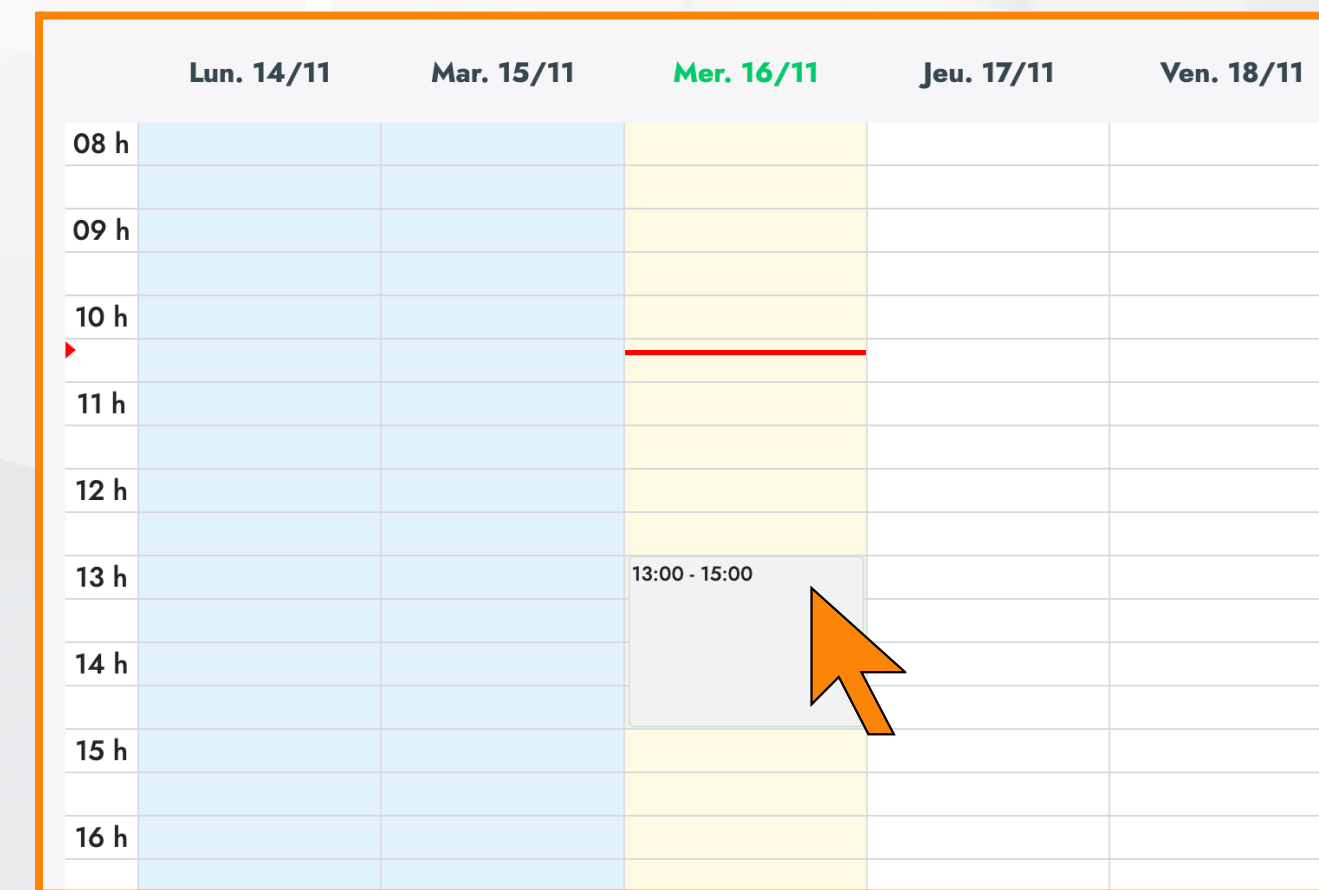 Lun. 14/11 Mar. 15/11 Mer. 16/11 Jeu. 17/11 Ven. 18/11
08 h
09 h
10 h
11 h
12 h
13 h 13:00 - 15:00
14 h
15 h
16 h